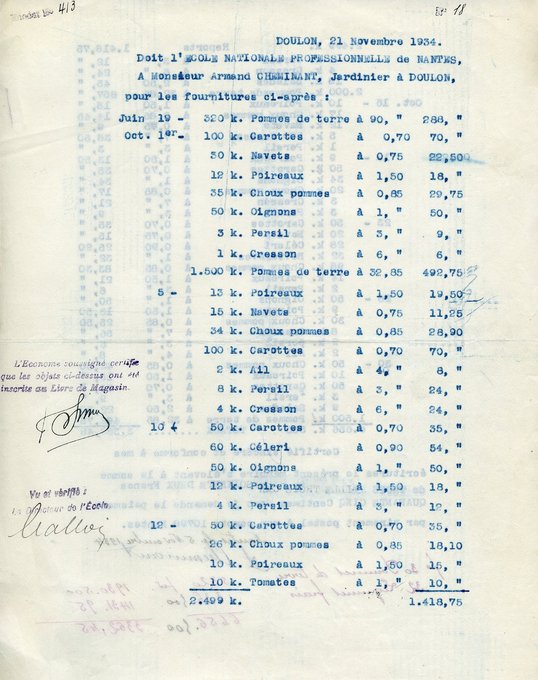 413
N° 18
DOULON, 21 Novembre 1934.
Doit l'ECOLE NATIONALE PROFESSIONNELLE de NANTES,
A Monsieur Armand CHEMINANT, Jardinier à DOULON,
pour les fournitures ci-après :
Juin 19 - 320 k. Pommes de terre à 90, " 288, "
Oct. 1er- 100 k. Carottes à 0,70 70, "
30 k. Navets à 0,75 22,50
12 k. Poireaux à 1,50 18, "
35 k. Choux pommes à 0,85 29,75
50 k. Oignons à 1, " 50, "
3 k. Persil à 3, " 9, "
1 k. Cresson à 6, " 6, "
1.500 k. Pommes de terre à 32,85 492,75
5 - 13 k. Poireaux à 1,50 19,50
15 k. Navets à 0,75 11,25
34 k. Choux pommes à 0,85 28,90
100 k. Carottes à 0,70 70, "
2 k. Ail à 4, " 8, "
8 k. Persil à 3, " 24, "
4 k. Cresson à 6, " 24, "
10 - 50 k. Carottes à 0,70 35, "
60 k. Céleri à 0,90 54, "
50 k. Oignons à 1, " 50, "
12 k. Poireaux à 1,50 18, "
4 k. Persil à 3, " 12, "
12 - 50 k. Carottes à 0,70 35, "
26 k. Choux pommes à 0,85 18,10
10 k. Poireaux à 1,50 15, "
10 k. Tomates à 1, " 10, "
2.499 k. 1.418,75
L'Econome soussigné certifie
que les objets ci-dessus ont été
inscrits au Livre de Magasin.
Vu et vérifié :
Le Directeur de l'École